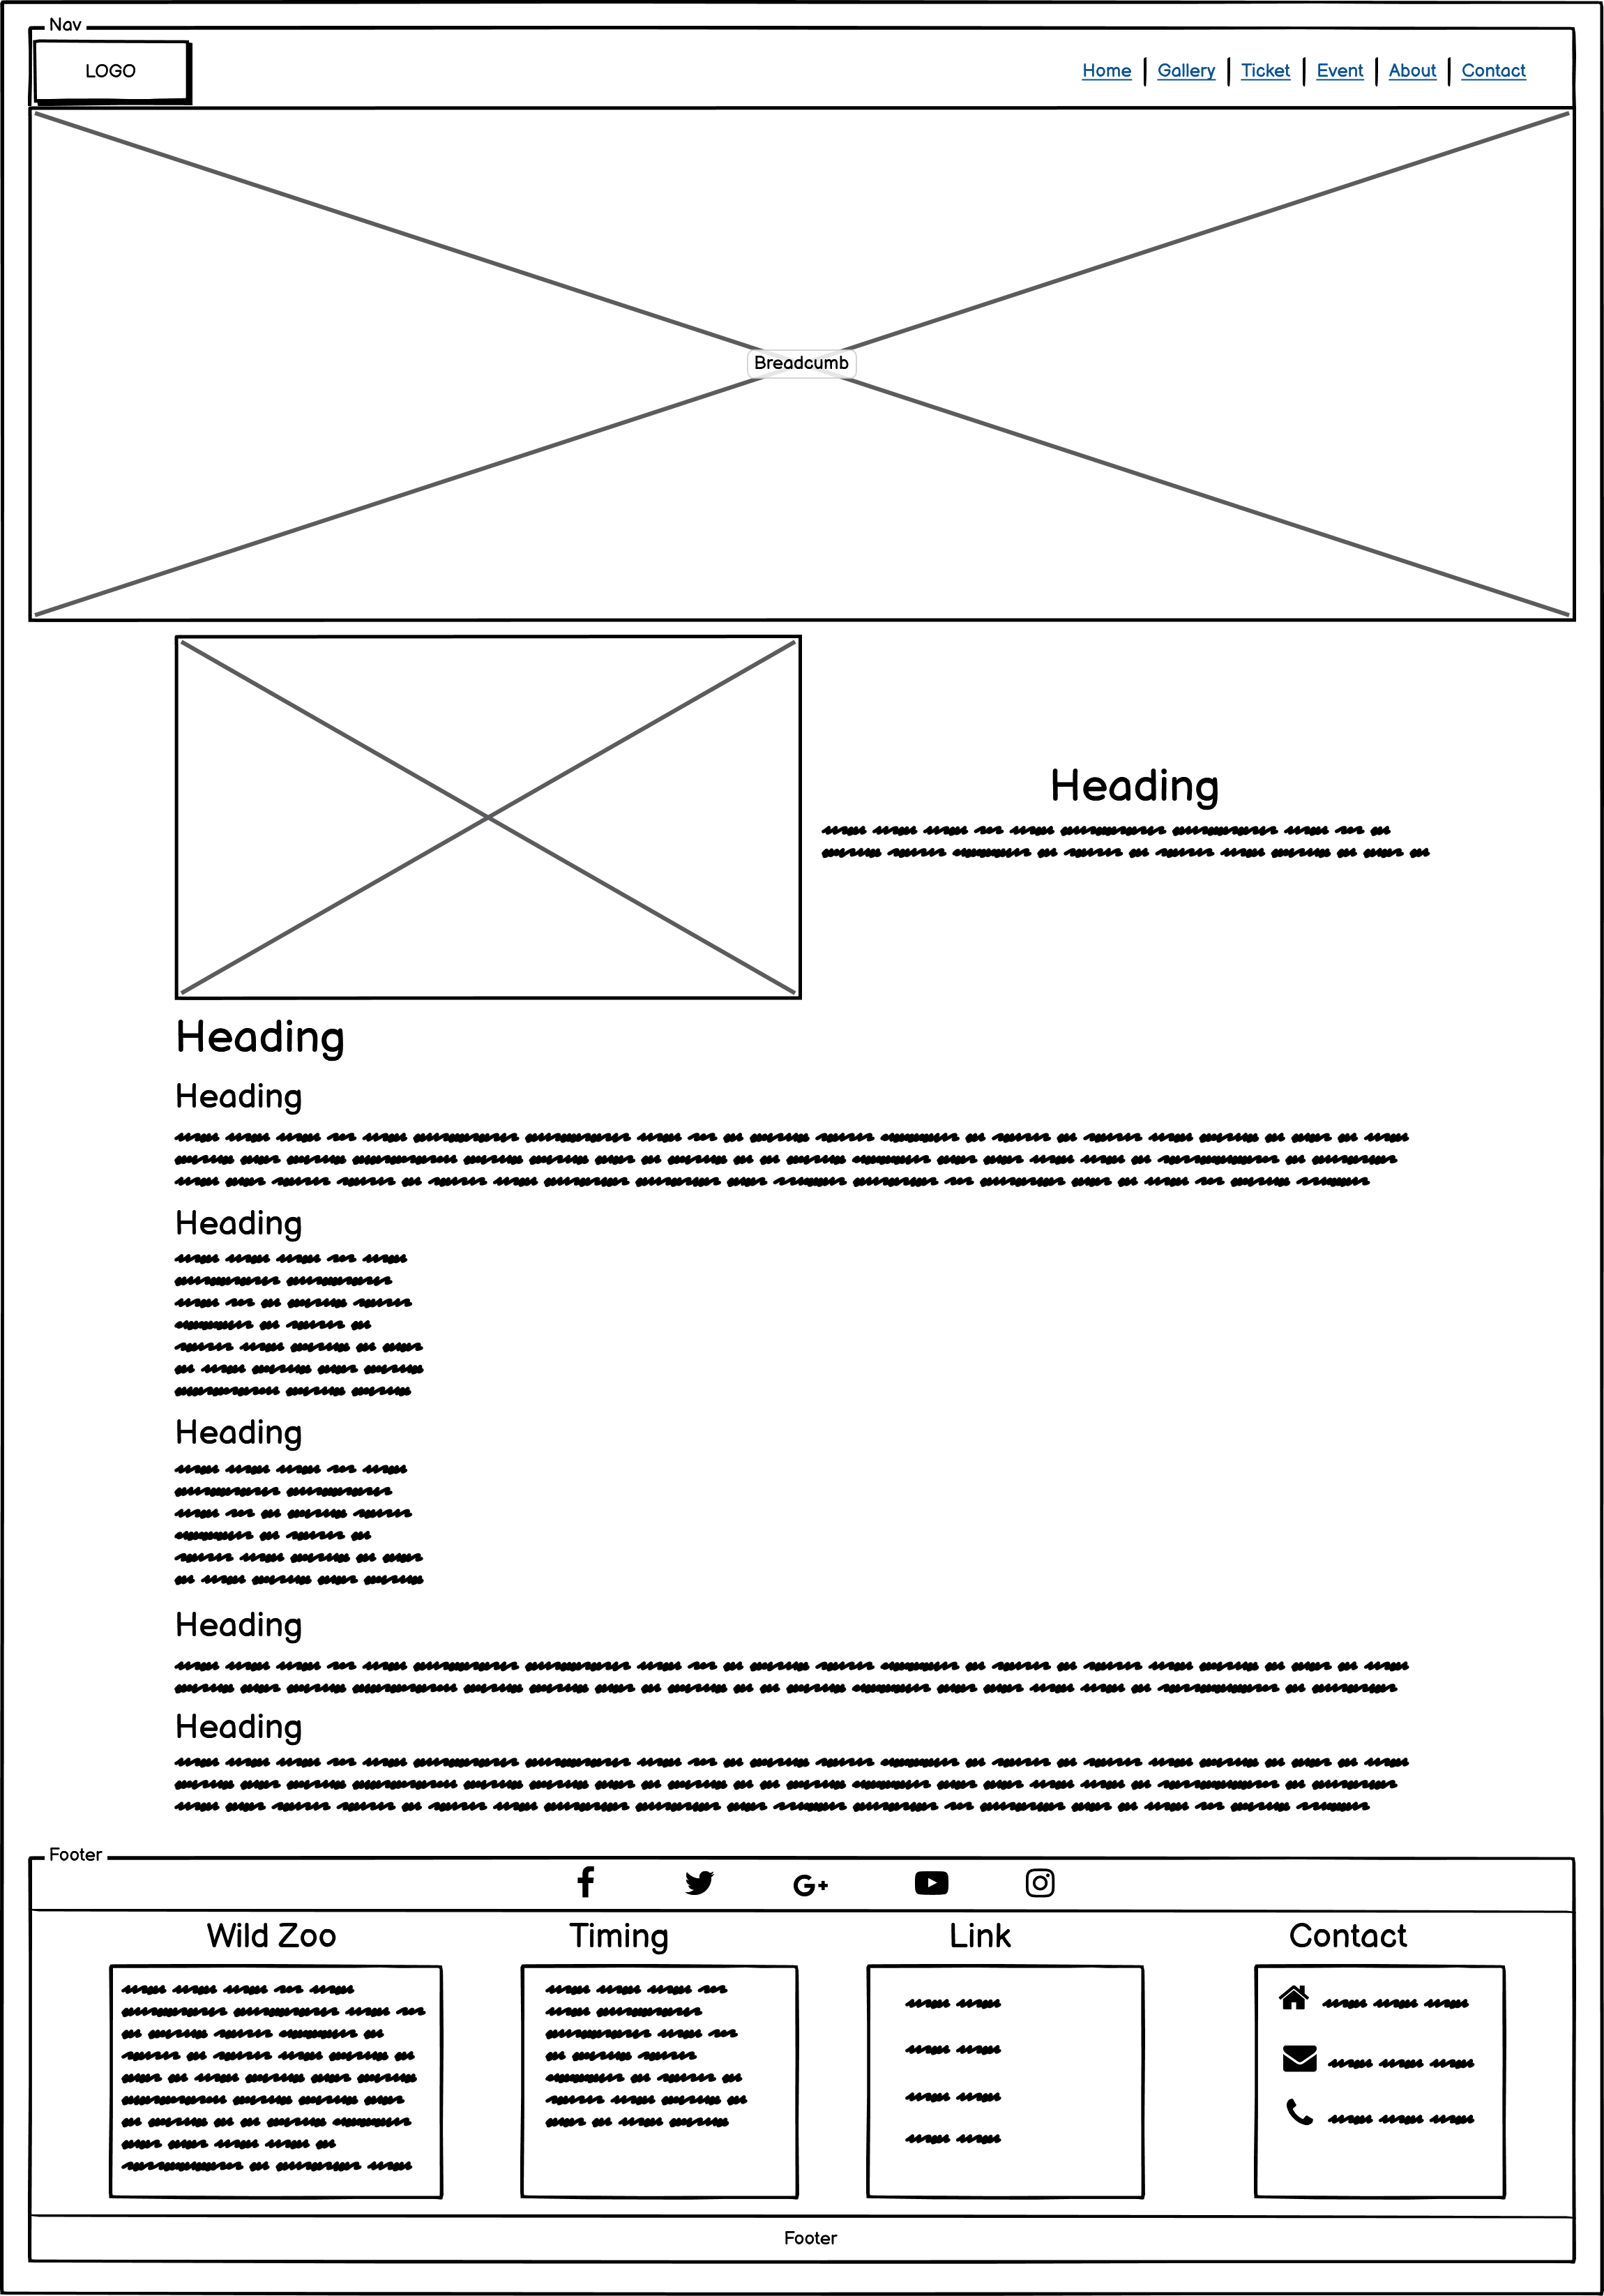 Nav
LOGO
Home Gallery Ticket Event About Contact
Breadcumb
Heading
Heading
Heading
Heading
Heading
Heading
Heading
Footer
Wild Zoo Timing Link Contact
Footer